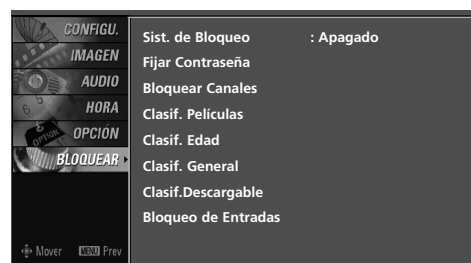 CONFIGU.
IMAGEN
AUDIO
HORA
OPCIÓN
BLOQUEAR
Mover MENU Prev
Sist. de Bloqueo : Apagado
Fijar Contraseña
Bloquear Canales
Clasif. Películas
Clasif. Edad
Clasif. General
Clasif.Descargable
Bloqueo de Entradas